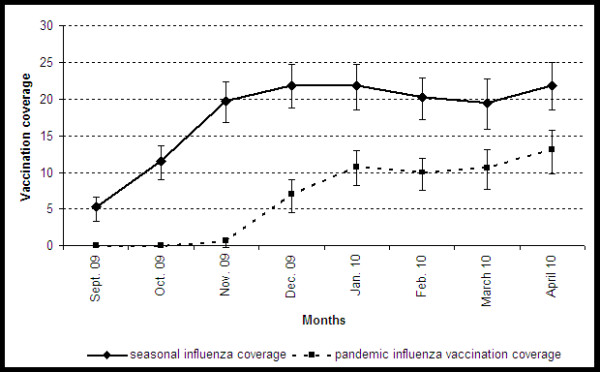 30
25
20
15
10
5
0
Vaccination coverage
Sept. 09
Oct. 09
Nov. 09
Dec. 09
Jan. 10
Feb. 10
March 10
April 10
Months
seasonal influenza coverage
pandemic influenza vaccination coverage